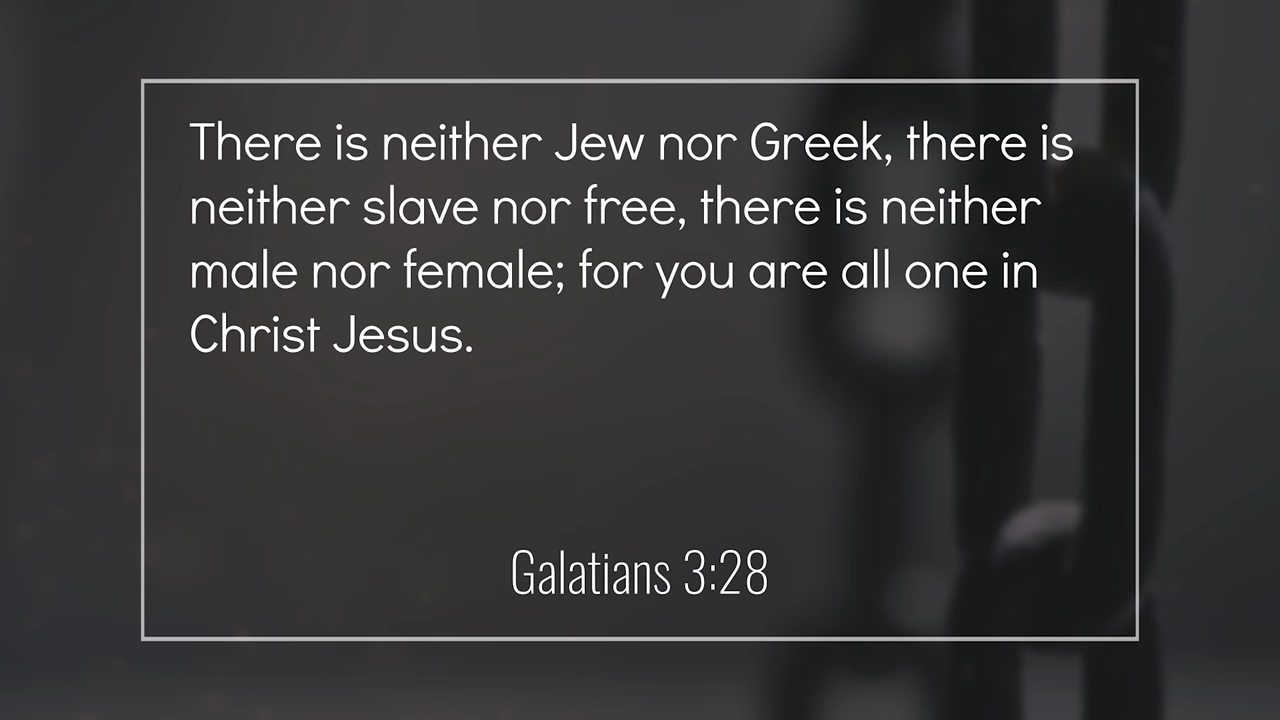 There is neither Jew nor Greek, there is
neither slave nor free, there is neither
male nor female; for you are all one in
Christ Jesus.
Galatians 3:28